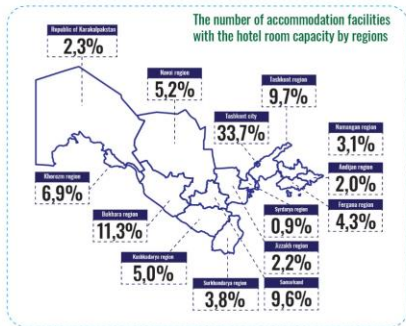 The number of accommodation facilities
with the hotel room capacity by regions
Republic of Karakalpakstan
2,3%
Navoi region
5,2%
Tashkent region
9,7%
Tashkent city
33,7%
Namangan region
3,1%
Andijan region
2,0%
Fergana region
4,3%
Khorezm region
6,9%
Bukhara region
11,3%
Syrdarya region
0,9%
Jizzakh region
2,2%
Kashkadarya region
5,0%
Surkhandarya region
3,8%
Samarkand
9,6%